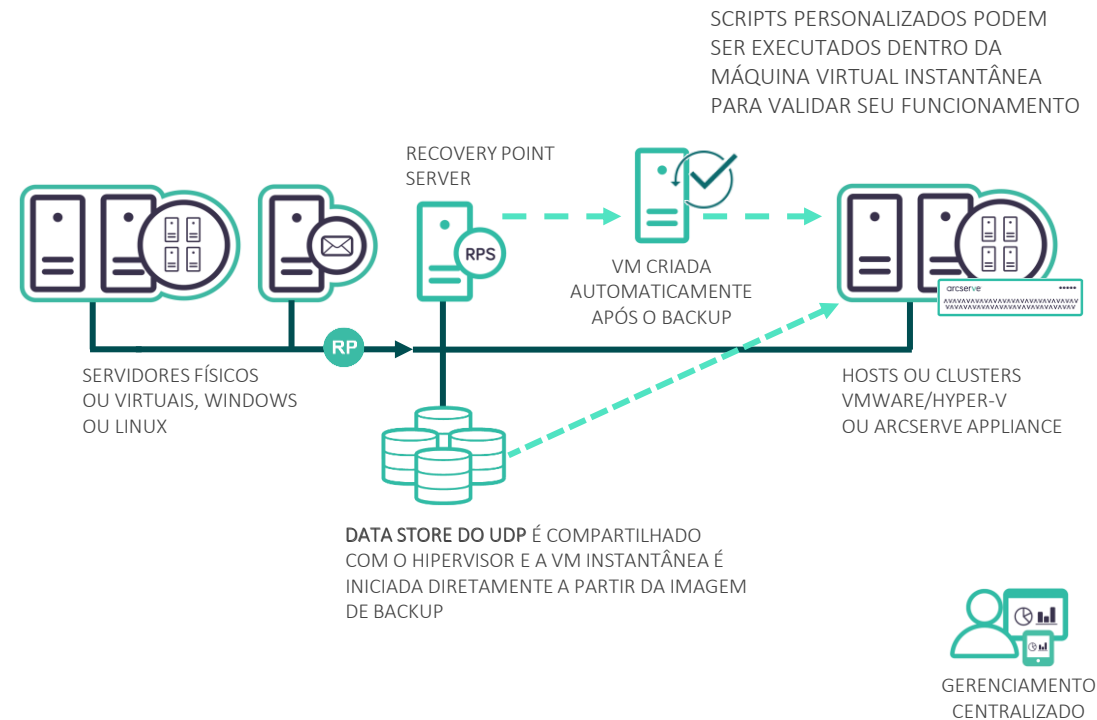 SCRIPTS PERSONALIZADOS PODEM
SER EXECUTADOS DENTRO DA
MÁQUINA VIRTUAL INSTANTÂNEA
PARA VALIDAR SEU FUNCIONAMENTO
RECOVERY POINT
SERVER
RPS
VM CRIADA
AUTOMATICAMENTE
APÓS O BACKUP
arcserve
RP
SERVIDORES FÍSICOS
OU VIRTUAIS, WINDOWS
OU LINUX
HOSTS OU CLUSTERS
VMWARE/HYPER-V
OU ARCSERVE APPLIANCE
DATA STORE DO UDP É COMPARTILHADO
COM O HIPERVISOR E A VM INSTANTÂNEA É
INICIADA DIRETAMENTE A PARTIR DA IMAGEM
DE BACKUP
GERENCIAMENTO
CENTRALIZADO